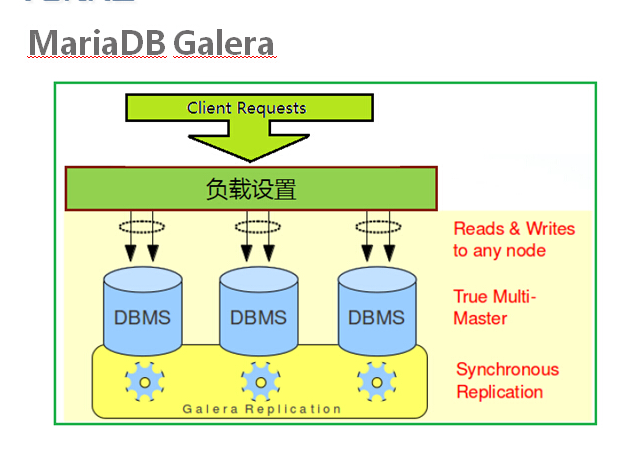 MariaDB Galera
Client Requests
负载设置
Reads & Writes
to any node
DBMS
DBMS
DBMS
True Multi-
Master
Synchronous
Replication
Galera Replication